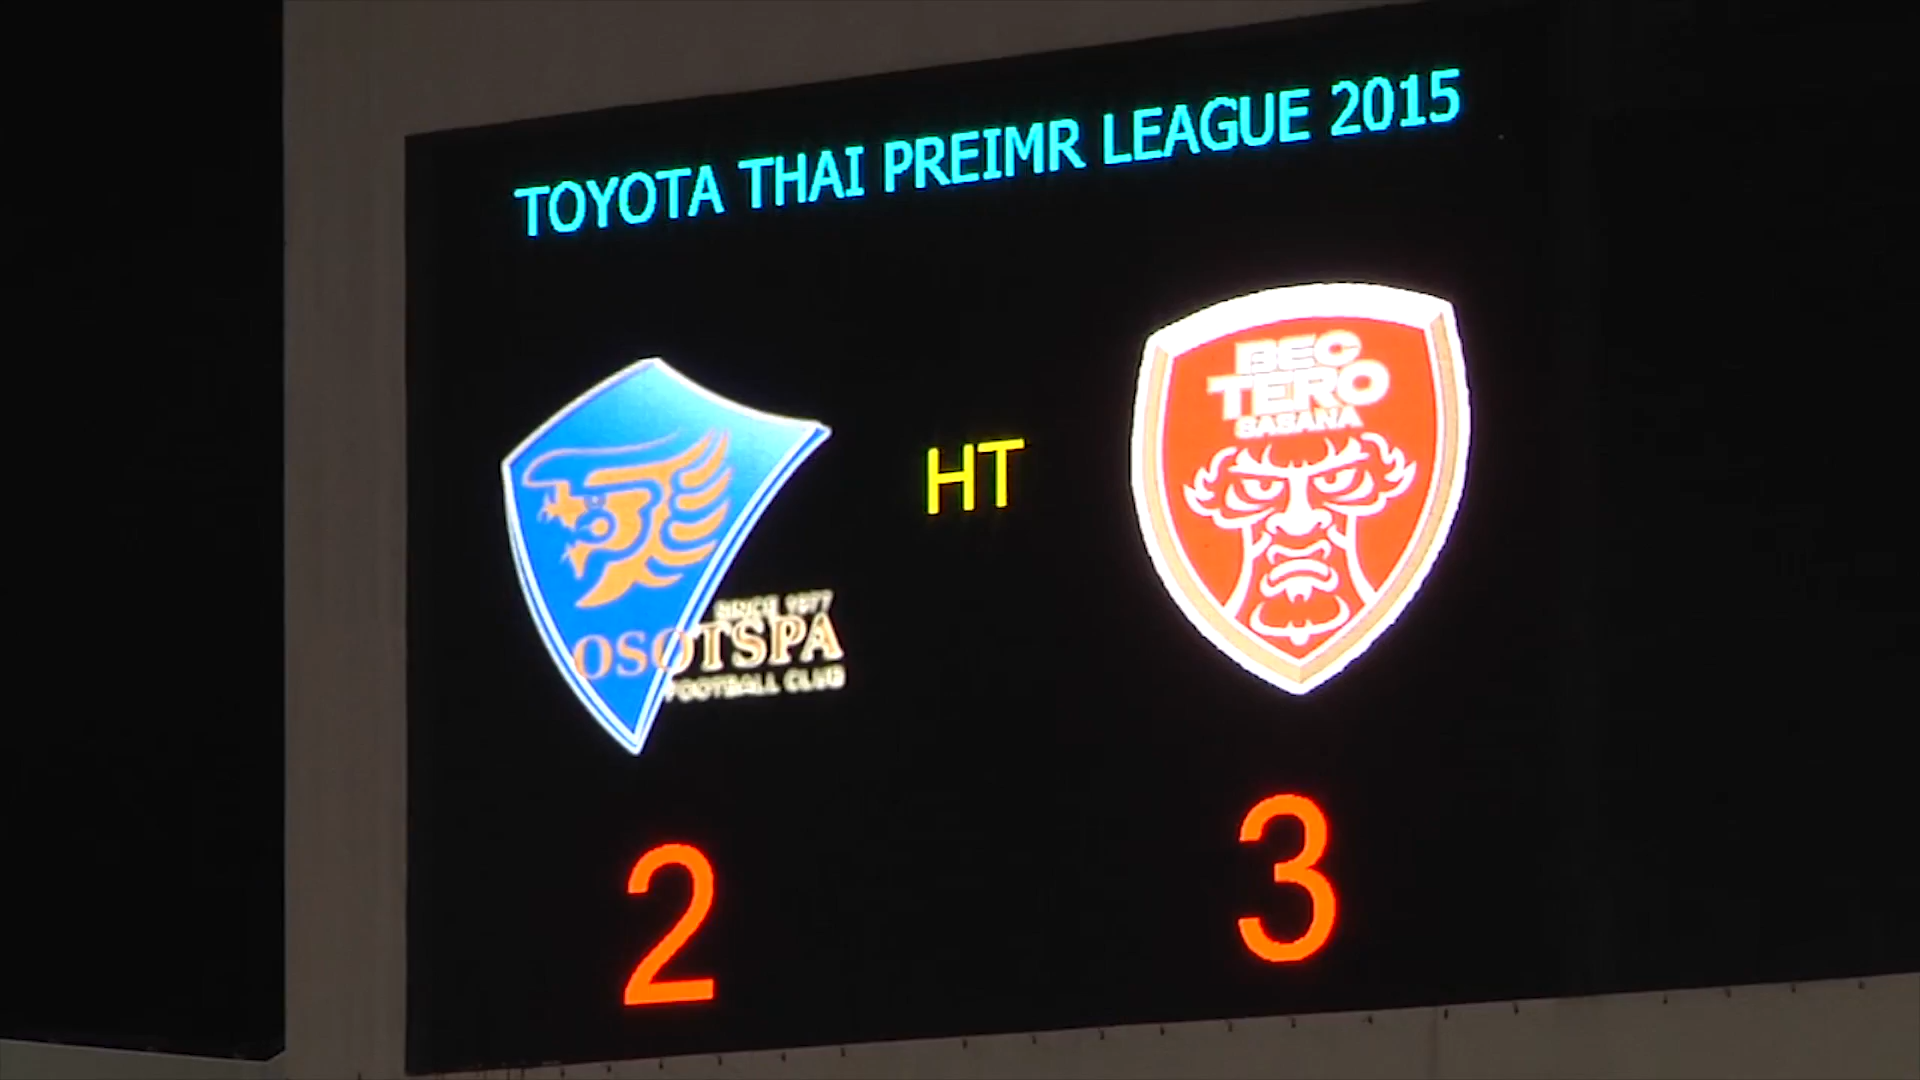 TOYOTA THAI PREIMR LEAGUE 2015
BEC
TERO
SASANA
HT
SINCE 1977
OSOTSPA
FOOTBALL CLUB
2
3